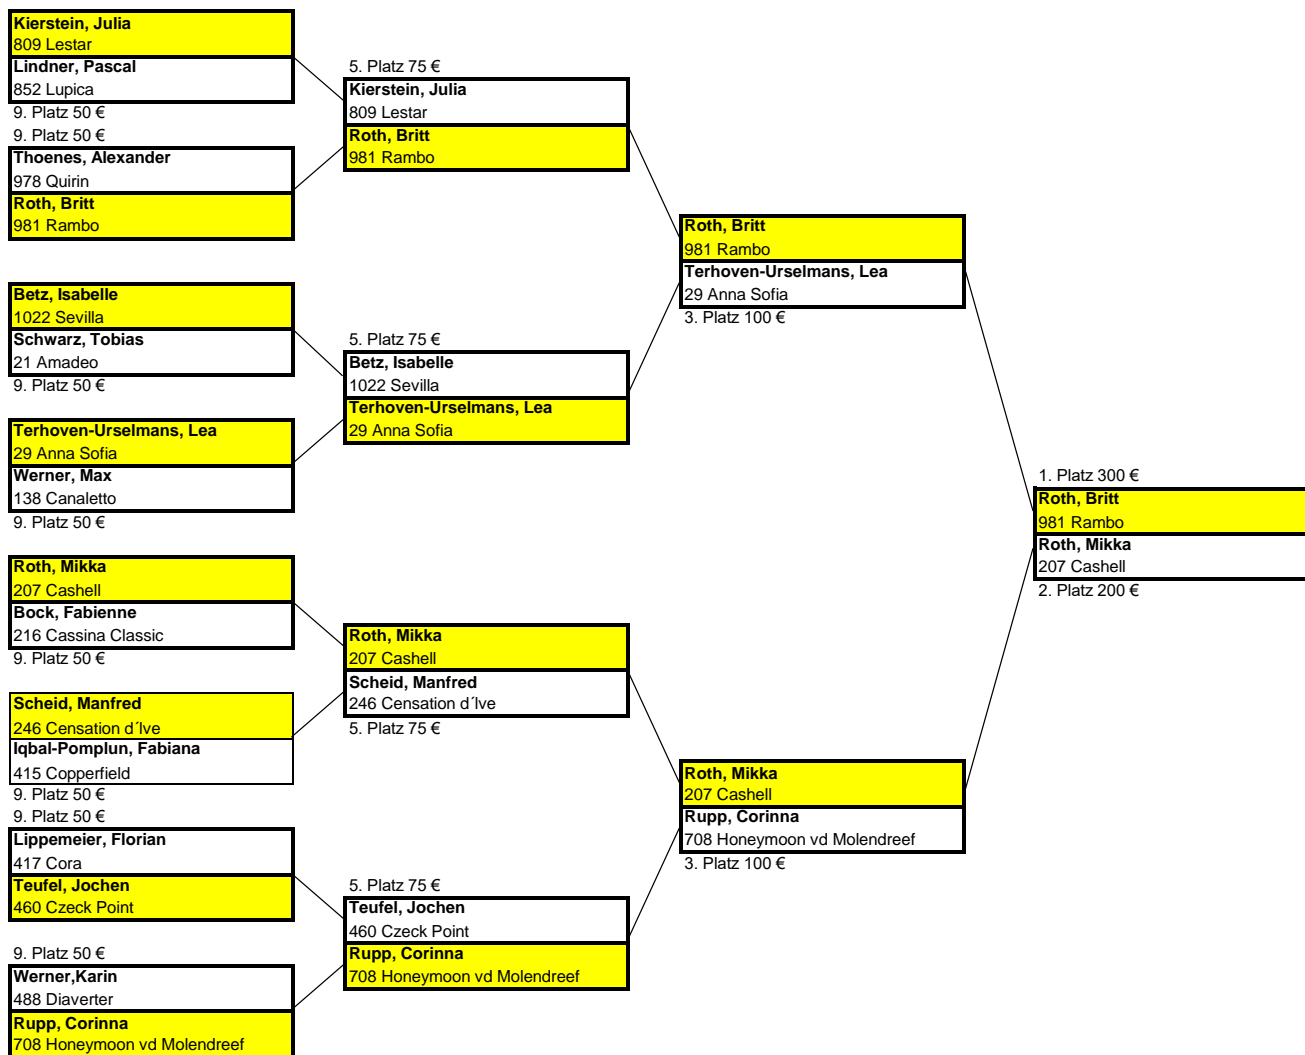 Kierstein, Julia
809 Lestar
Lindner, Pascal
852 Lupica
9. Platz 50 €
9. Platz 50 €
Thoenes, Alexander
978 Quirin
Roth, Britt
981 Rambo
Betz, Isabelle
1022 Sevilla
Schwarz, Tobias
21 Amadeo
9. Platz 50 €
Terhoven-Urselmans, Lea
29 Anna Sofia
Werner, Max
138 Canaletto
9. Platz 50 €
Roth, Mikka
207 Cashell
Bock, Fabienne
216 Cassina Classic
9. Platz 50 €
Scheid, Manfred
246 Censation d´Ive
Iqbal-Pomplun, Fabiana
415 Copperfield
9. Platz 50 €
9. Platz 50 €
Lippemeier, Florian
417 Cora
Teufel, Jochen
460 Czeck Point
9. Platz 50 €
Werner,Karin
488 Diaverter
Rupp, Corinna
708 Honeymoon vd Molendreef
5. Platz 75 €
Kierstein, Julia
809 Lestar
Roth, Britt
981 Rambo
5. Platz 75 €
Betz, Isabelle
1022 Sevilla
Terhoven-Urselmans, Lea
29 Anna Sofia
Roth, Mikka
207 Cashell
Scheid, Manfred
246 Censation d´Ive
5. Platz 75 €
5. Platz 75 €
Teufel, Jochen
460 Czeck Point
Rupp, Corinna
708 Honeymoon vd Molendreef
Roth, Britt
981 Rambo
Terhoven-Urselmans, Lea
29 Anna Sofia
3. Platz 100 €
Roth, Mikka
207 Cashell
Rupp, Corinna
708 Honeymoon vd Molendreef
3. Platz 100 €
1. Platz 300 €
Roth, Britt
981 Rambo
Roth, Mikka
207 Cashell
2. Platz 200 €